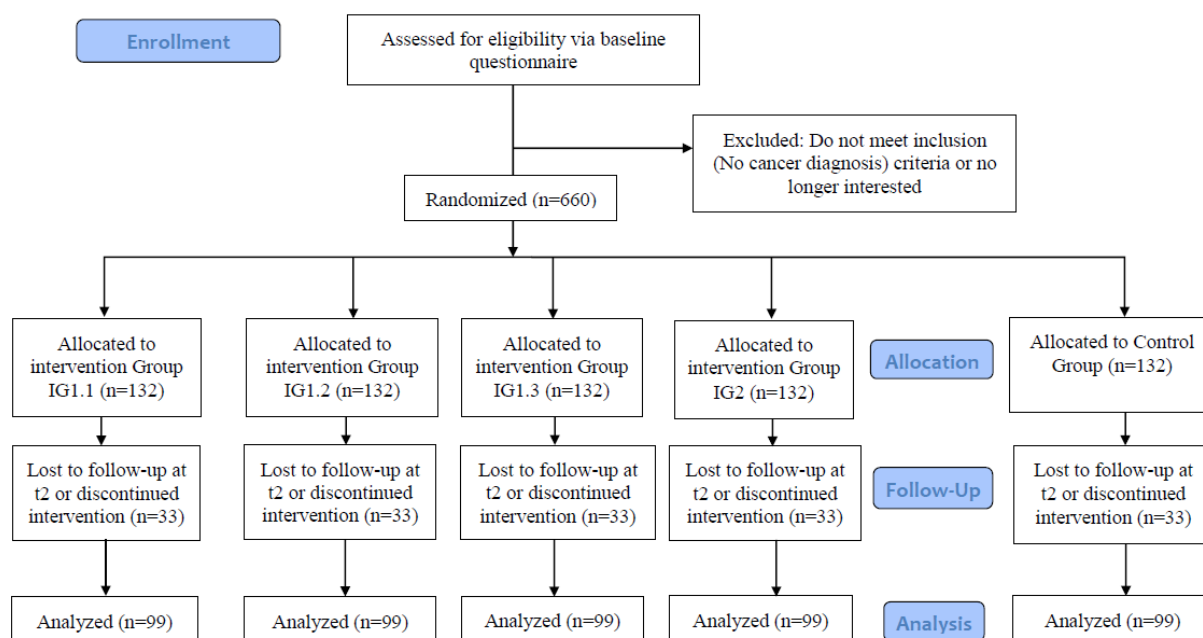 Enrollment
Assessed for eligibility via baseline
questionnaire
Excluded: Do not meet inclusion
(No cancer diagnosis) criteria or no
longer interested
Randomized (n=660)
Allocated to
intervention Group
IG1.1 (n=132)
Allocated to
intervention Group
IG1.2 (n=132)
Allocated to
intervention Group
IG1.3 (n=132)
Allocated to
intervention Group
IG2 (n=132)
Allocation
Allocated to Control
Group (n=132)
Lost to follow-up at
t2 or discontinued
intervention (n=33)
Lost to follow-up at
t2 or discontinued
intervention (n=33)
Lost to follow-up at
t2 or discontinued
intervention (n=33)
Lost to follow-up at
t2 or discontinued
intervention (n=33)
Follow-Up
Lost to follow-up at
t2 or discontinued
intervention (n=33)
Analyzed (n=99)
Analyzed (n=99)
Analyzed (n=99)
Analyzed (n=99)
Analysis
Analyzed (n=99)